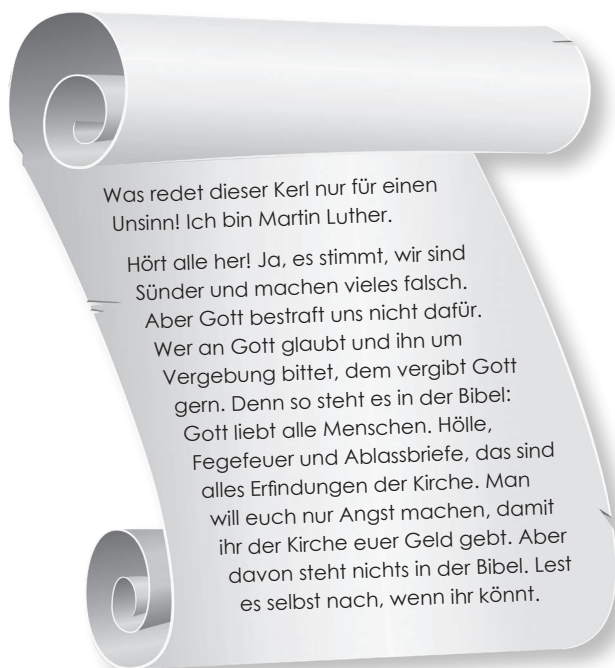 Was redet dieser Kerl nur für einen
Unsinn! Ich bin Martin Luther.
Hört alle her! Ja, es stimmt, wir sind
Sünder und machen vieles falsch.
Aber Gott bestraft uns nicht dafür.
Wer an Gott glaubt und ihn um
Vergebung bittet, dem vergibt Gott
gern. Denn so steht es in der Bibel:
Gott liebt alle Menschen. Hölle,
Fegefeuer und Ablassbriefe, das sind
alles Erfindungen der Kirche. Man
will euch nur Angst machen, damit
ihr der Kirche euer Geld gebt. Aber
davon steht nichts in der Bibel. Lest
es selbst nach, wenn ihr könnt.